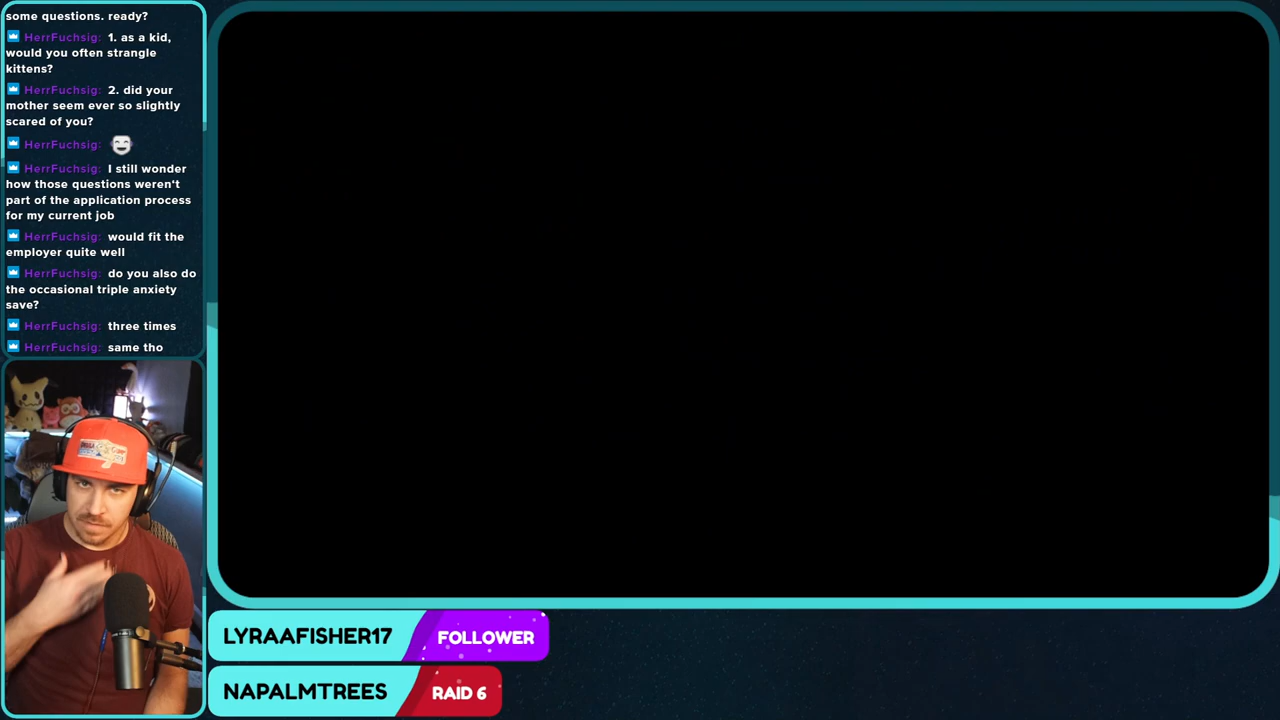 some questions. ready?
HerrFuchsig: 1. as a kid,
would you often strangle
kittens?
HerrFuchsig: 2. did your
mother seem ever so slightly
scared of you?
HerrFuchsig:
HerrFuchsig: I still wonder
how those questions weren't
part of the application process
for my current job
HerrFuchsig: would fit the
employer quite well
HerrFuchsig: do you also do
the occasional triple anxiety
save?
HerrFuchsig: three times
HerrFuchsig: same tho
LYRAAFISHER17 FOLLOWER
NAPALMTREES RAID 6